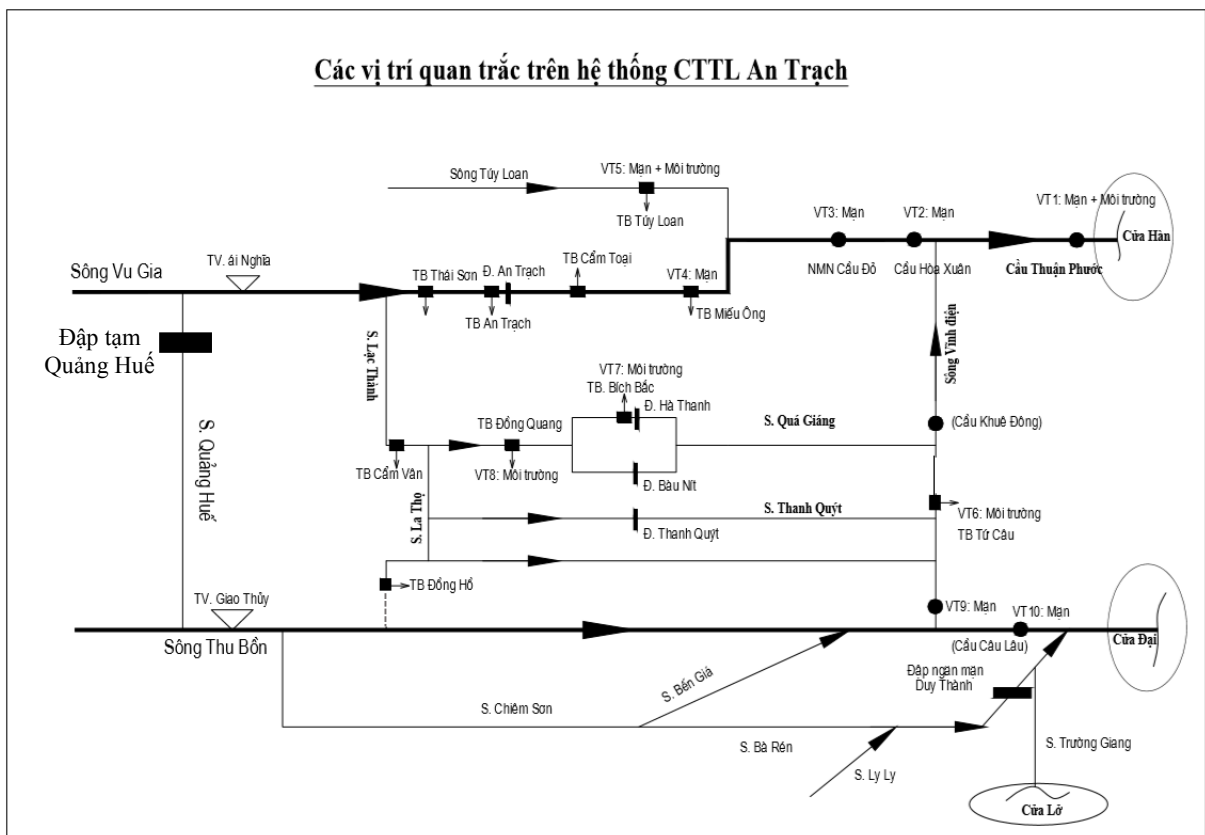 Các vị trí quan trắc trên hệ thống CTTL An Trạch
VT5: Mạn + Môi trường
Sông Túy Loan
TB Túy Loan
VT3: Mạn
VT2: Mạn
VT1: Mạn + Môi trường
Cửa Hàn
TV. ái Nghĩa
Sông Vu Gia
TB Thái Sơn
Đ. An Trạch
TB Cẩm Toại
VT4: Mạn
NMN Cầu Đỏ
Cầu Hòa Xuân
Cầu Thuận Phước
TB An Trạch
TB Miếu Ông
Đập tạm
Quảng Huế
S. Lạc Thành
Sông Vĩnh điện
VT7: Môi trường
TB. Bích Bắc
Đ. Hà Thanh
TB Đồng Quang
S. Quá Giáng
(Cầu Khuê Đông)
S. Quảng Huế
TB Cẩm Vân
VT8: Môi trường
Đ. Bàu Nít
S. La Thọ
S. Thanh Quýt
VT6: Môi trường
TB Tứ Câu
Đ. Thanh Quýt
TB Đồng Hồ
TV. Giao Thủy
VT9: Mạn
VT10: Mạn
Sông Thu Bồn
(Cầu Câu Lâu)
Cửa Đại
Đập ngăn mặn
Duy Thành
S. Bến Giá
S. Chiêm Sơn
S. Bà Rén
S. Trường Giang
S. Ly Ly
Cửa Lở